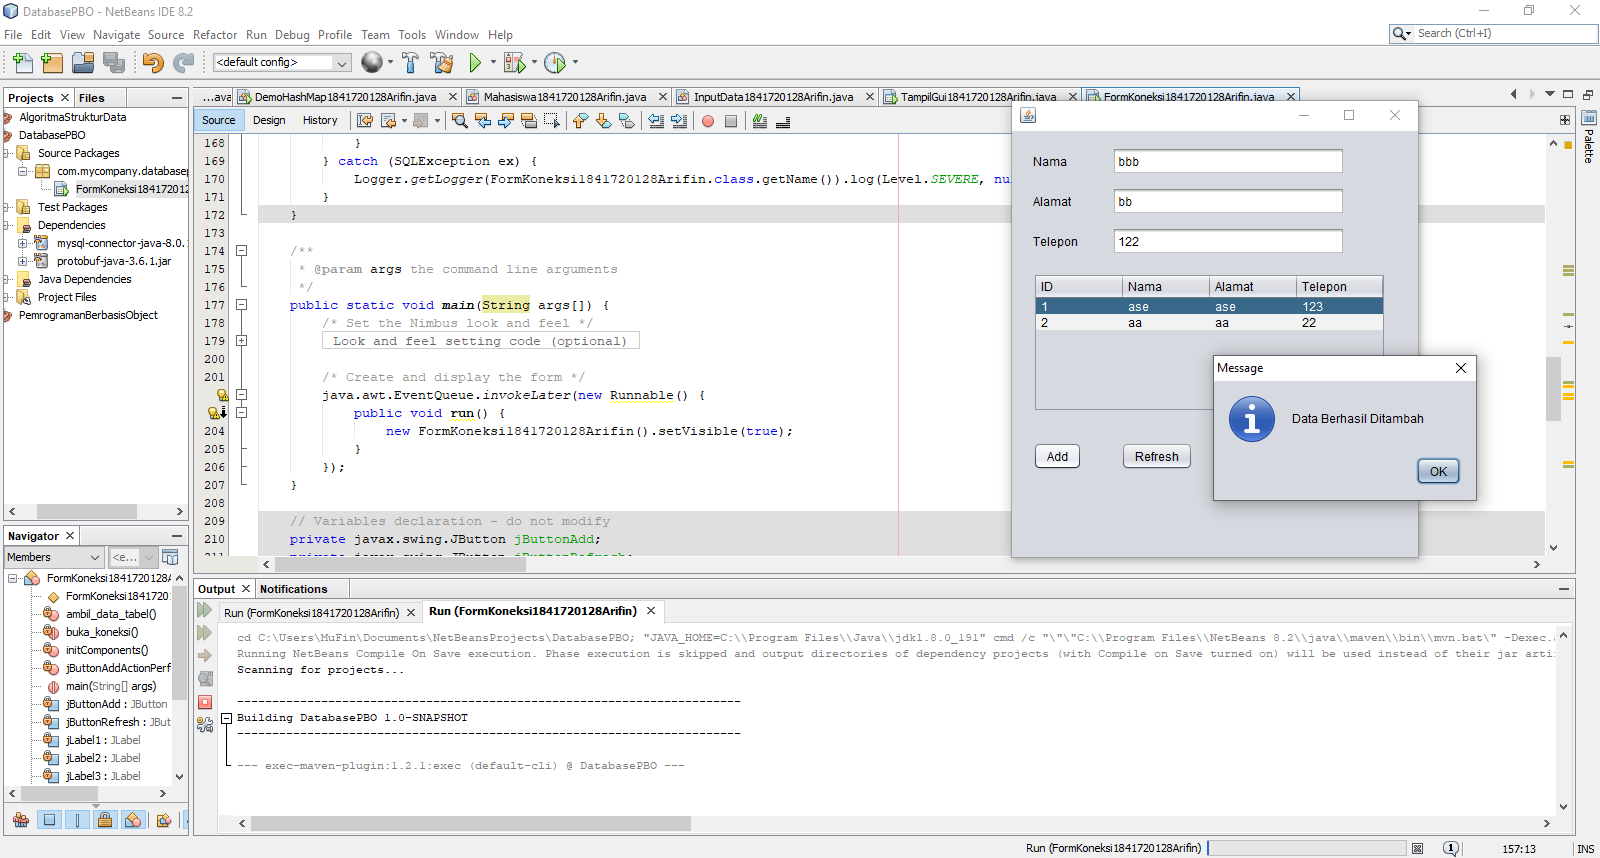 DatabasePBO - NetBeans IDE 8.2
File Edit View Navigate Source Refactor Run Debug Profile Team Tools Window Help
Search (Ctrl+I)
<default config>
Projects Files
AlgoritmaStrukturData
DatabasePBO
Source Packages
com.mycompany.databasep
FormKoneksi18417201
Test Packages
Dependencies
mysql-connector-java-8.0.
protobuf-java-3.6.1.jar
Java Dependencies
Project Files
PemrogramanBerbasisObject
...ava DemoHashMap1841720128Arifin.java Mahasiswa1841720128Arifin.java InputData1841720128Arifin.java TampilGui1841720128Arifin.java FormKoneksi1841720128Arifin.java
Source Design History
168 }
169 } catch (SQLException ex) {
170 Logger.getLogger(FormKoneksi1841720128Arifin.class.getName()).log(Level.SEVERE, nu
171 }
172 }
173
174 /**
175 * @param args the command line arguments
176 */
177 public static void main(String args[]) {
178 /* Set the Nimbus look and feel */
179 Look and feel setting code (optional)
200
201 /* Create and display the form */
java.awt.EventQueue.invokeLater(new Runnable() {
public void run() {
204 new FormKoneksi1841720128Arifin().setVisible(true);
205 }
206 });
207 }
208
209 // Variables declaration - do not modify
210 private javax.swing.JButton jButtonAdd;
211 private javax.swing.JButton jButtonRefresh;
Palette
Nama bbb
Alamat bb
Telepon 122
ID Nama Alamat Telepon
1 ase ase 123
2 aa aa 22
Add Refresh
Message
Data Berhasil Ditambah
OK
Navigator
Members <e...
FormKoneksi1841720128A
FormKoneksi1841720
ambil_data_tabel()
buka_koneksi()
initComponents()
jButtonAddActionPerf
main(String[] args)
jButtonAdd : JButton
jButtonRefresh : JBut
jLabel1 : JLabel
jLabel2 : JLabel
jLabel3 : JLabel
Output Notifications
Run (FormKoneksi1841720128Arifin) Run (FormKoneksi1841720128Arifin)
cd C:\Users\MuFin\Documents\NetBeansProjects\DatabasePBO; "JAVA_HOME=C:\\Program Files\\Java\\jdk1.8.0_191" cmd /c "\"\"C:\\Program Files\\NetBeans 8.2\\java\\maven\\bin\\mvn.bat\" -Dexec.
Running NetBeans Compile On Save execution. Phase execution is skipped and output directories of dependency projects (with Compile on Save turned on) will be used instead of their jar arti
Scanning for projects...
------------------------------------------------------------------------
Building DatabasePBO 1.0-SNAPSHOT
------------------------------------------------------------------------
--- exec-maven-plugin:1.2.1:exec (default-cli) @ DatabasePBO ---
Run (FormKoneksi1841720128Arifin) 1 157:13 INS